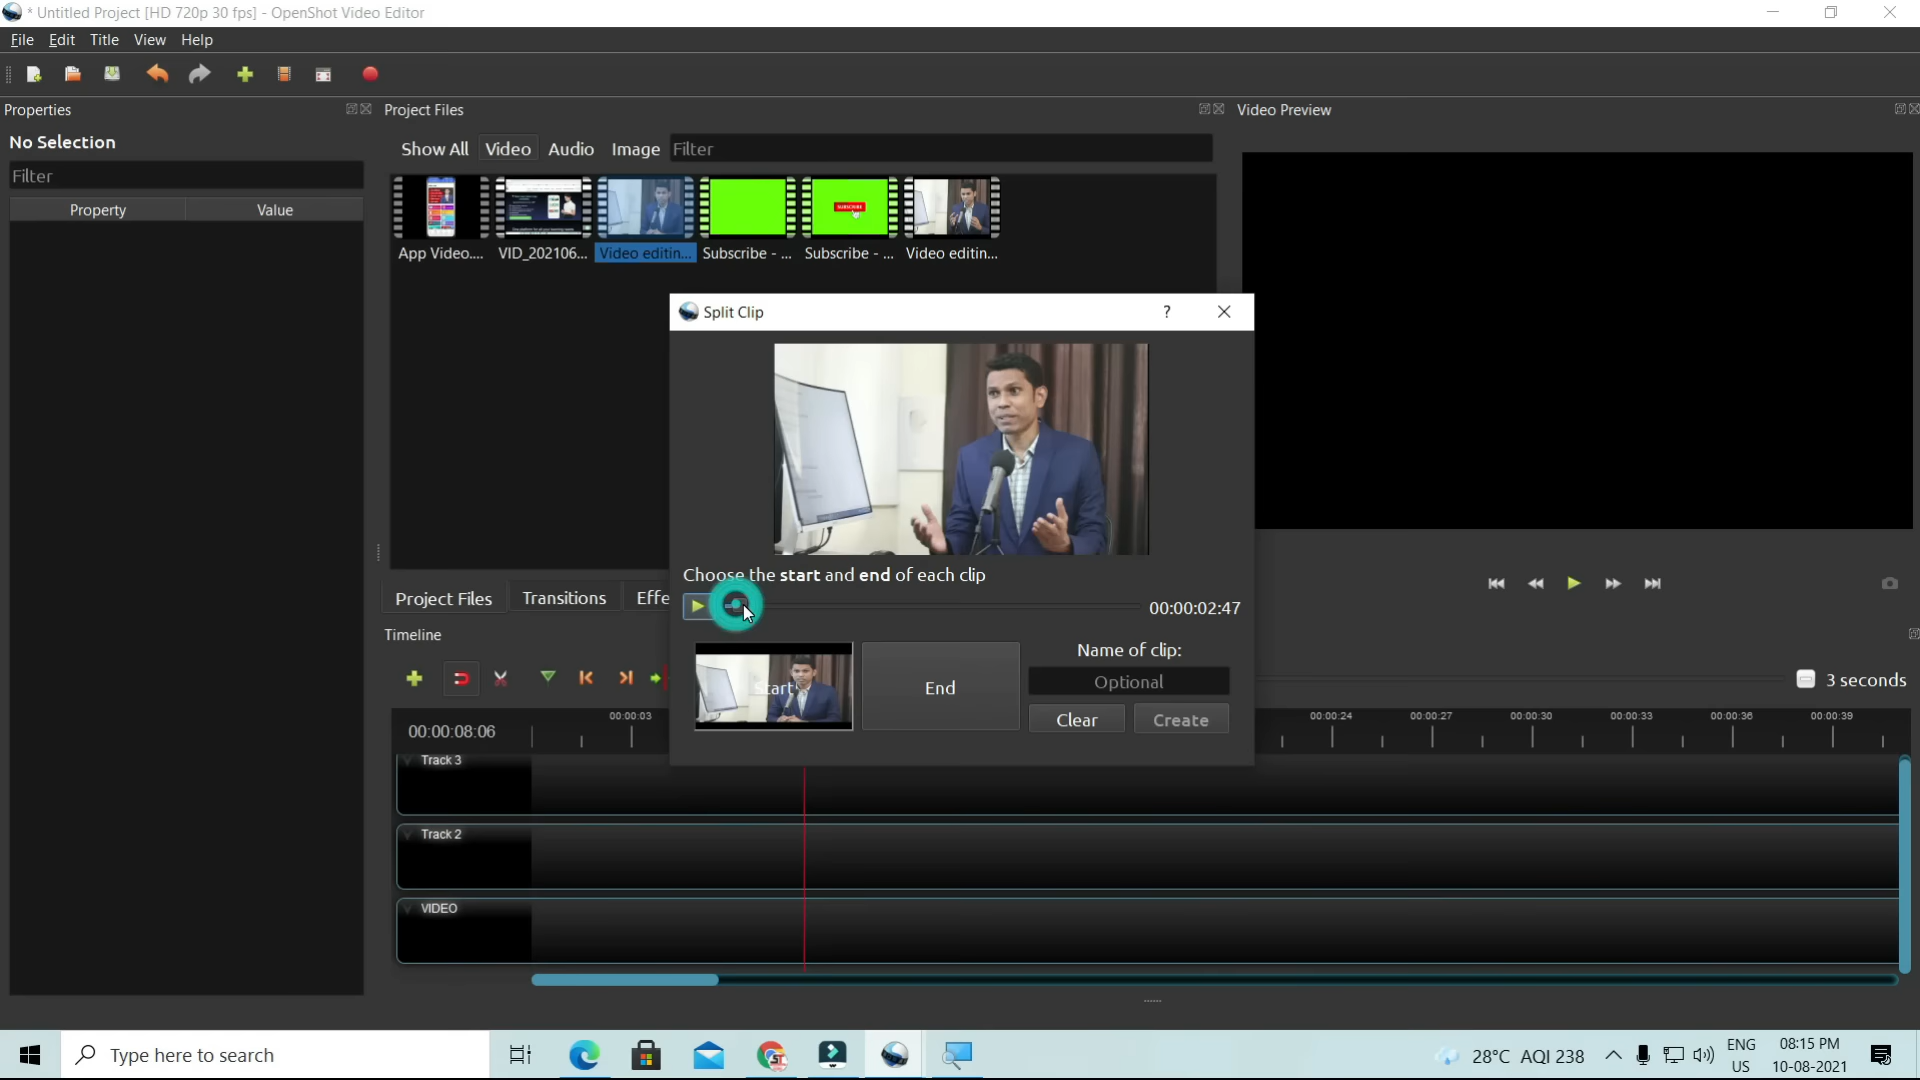 * Untitled Project [HD 720p 30 fps] - OpenShot Video Editor
File Edit Title View Help
Properties
Project Files
Video Preview
No Selection
Filter
Property Value
Show All Video Audio Image Filter
App Video.... VID_202106... Video editin... Subscribe - ... Subscribe - ... Video editin...
SUBSCRIBE
Split Clip
?
Choose the start and end of each clip
00:00:02:47
Start
End
Name of clip:
Optional
Clear Create
Project Files Transitions Effe
Timeline
3 seconds
00:00:08:06
00:00:03 00:00:24 00:00:27 00:00:30 00:00:33 00:00:36 00:00:39
Track 3
Track 2
VIDEO
Type here to search
28°C AQI 238
ENG
US
08:15 PM
10-08-2021